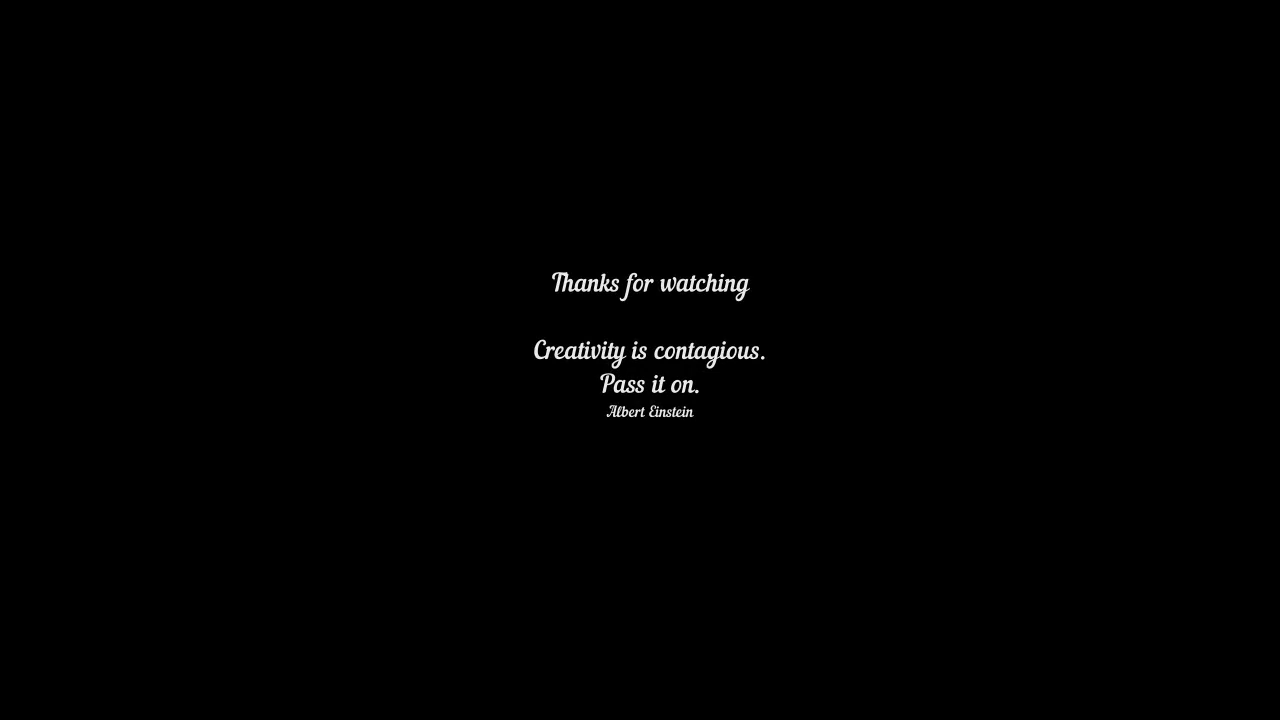 Thanks for watching
Creativity is contagious.
Pass it on.
Albert Einstein